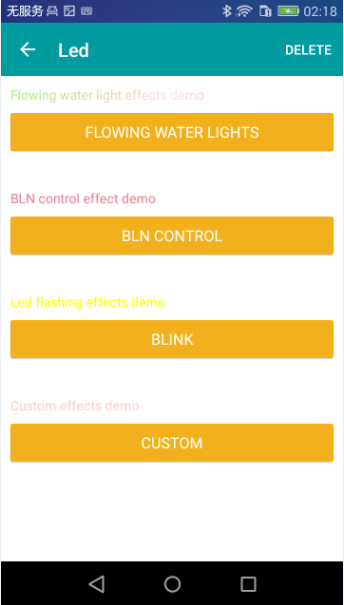 无服务 02:18
Led DELETE
Flowing water light effects demo
FLOWING WATER LIGHTS
BLN control effect demo
BLN CONTROL
Led flashing effects demo
BLINK
Custom effects demo
CUSTOM